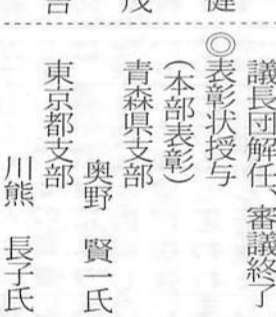 議長団解任　審議終了
◎表彰状授与
（本部表彰）
青森県支部
奥野　賢一氏
東京都支部
川熊　長子氏